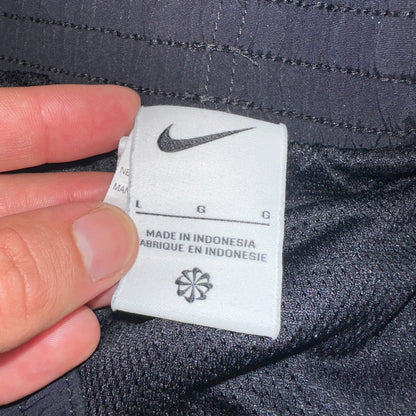 L G G
MADE IN INDONESIA
FABRIQUE EN INDONESIE